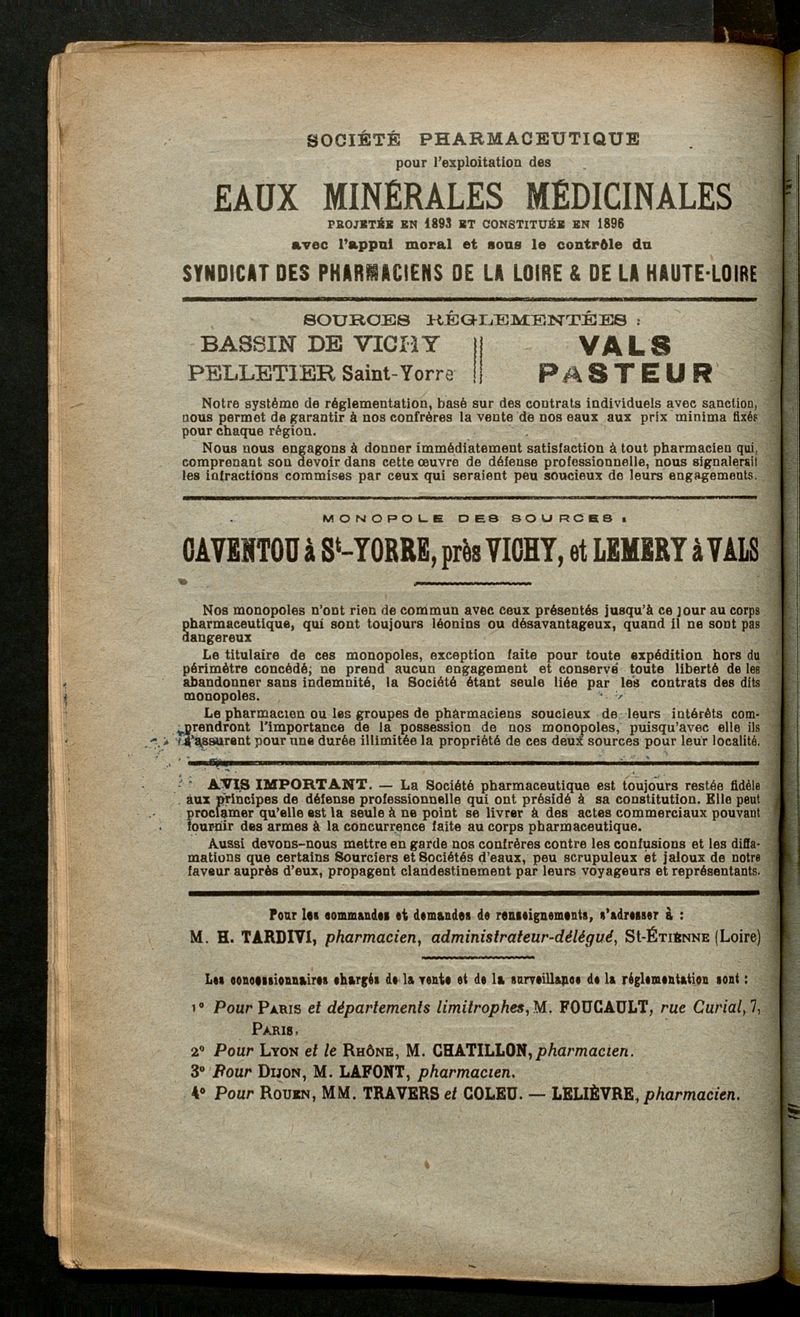 SOCIÉTÉ PHARMACEUTIQUE
pour l'exploitation des
EAUX MINÉRALES MÉDICINALES
PROJETÉE EN 1893 ET CONSTITUÉE EN 1896
avec l'appui moral et sous le contrôle du
SYNDICAT DES PHARMACIENS DE LA LOIRE & DE LA HAUTE-LOIRE
SOURCES RÉGLEMENTÉES :
BASSIN DE VICHY
PELLETIER Saint-Yorre
VALS
PASTEUR
Notre système de réglementation, basé sur des contrats individuels avec sanction,
nous permet de garantir à nos confrères la vente de nos eaux aux prix minima fixés
pour chaque région.
Nous nous engagons à donner immédiatement satisfaction à tout pharmacien qui,
comprenant son devoir dans cette œuvre de défense professionnelle, nous signalerait
les infractions commises par ceux qui seraient peu soucieux de leurs engagements.
MONOPOLE DES SOURCES :
CAVENTOU à St-YORRE, près VICHY, et LEMERY à VALS
Nos monopoles n'ont rien de commun avec ceux présentés jusqu'à ce jour au corps
pharmaceutique, qui sont toujours léonins ou désavantageux, quand il ne sont pas
dangereux
Le titulaire de ces monopoles, exception faite pour toute expédition hors du
périmètre concédé, ne prend aucun engagement et conserve toute liberté de les
abandonner sans indemnité, la Société étant seule liée par les contrats des dits
monopoles.
Le pharmacien ou les groupes de pharmaciens soucieux de leurs intérêts com-
prendront l'importance de la possession de nos monopoles, puisqu'avec elle ils
s'assurent pour une durée illimitée la propriété de ces deux sources pour leur localité.
AVIS IMPORTANT. — La Société pharmaceutique est toujours restée fidèle
aux principes de défense professionnelle qui ont présidé à sa constitution. Elle peut
proclamer qu'elle est la seule à ne point se livrer à des actes commerciaux pouvant
fournir des armes à la concurrence faite au corps pharmaceutique.
Aussi devons-nous mettre en garde nos confrères contre les confusions et les diffa-
mations que certains Sourciers et Sociétés d'eaux, peu scrupuleux et jaloux de notre
faveur auprès d'eux, propagent clandestinement par leurs voyageurs et représentants.
Pour les commandes et demandes de renseignements, s'adresser à :
M. H. TARDIVI, pharmacien, administrateur-délégué, St-ÉTIENNE (Loire)
Les concessionnaires chargés de la vente et de la surveillance de la réglementation sont :
1° Pour PARIS et départements limitrophes, M. FOUCAULT, rue Curial, 7,
PARIS,
2° Pour LYON et le RHÔNE, M. CHATILLON, pharmacien.
3° Pour DIJON, M. LAFONT, pharmacien.
4° Pour ROUEN, MM. TRAVERS et COLEU. — LELIÈVRE, pharmacien.